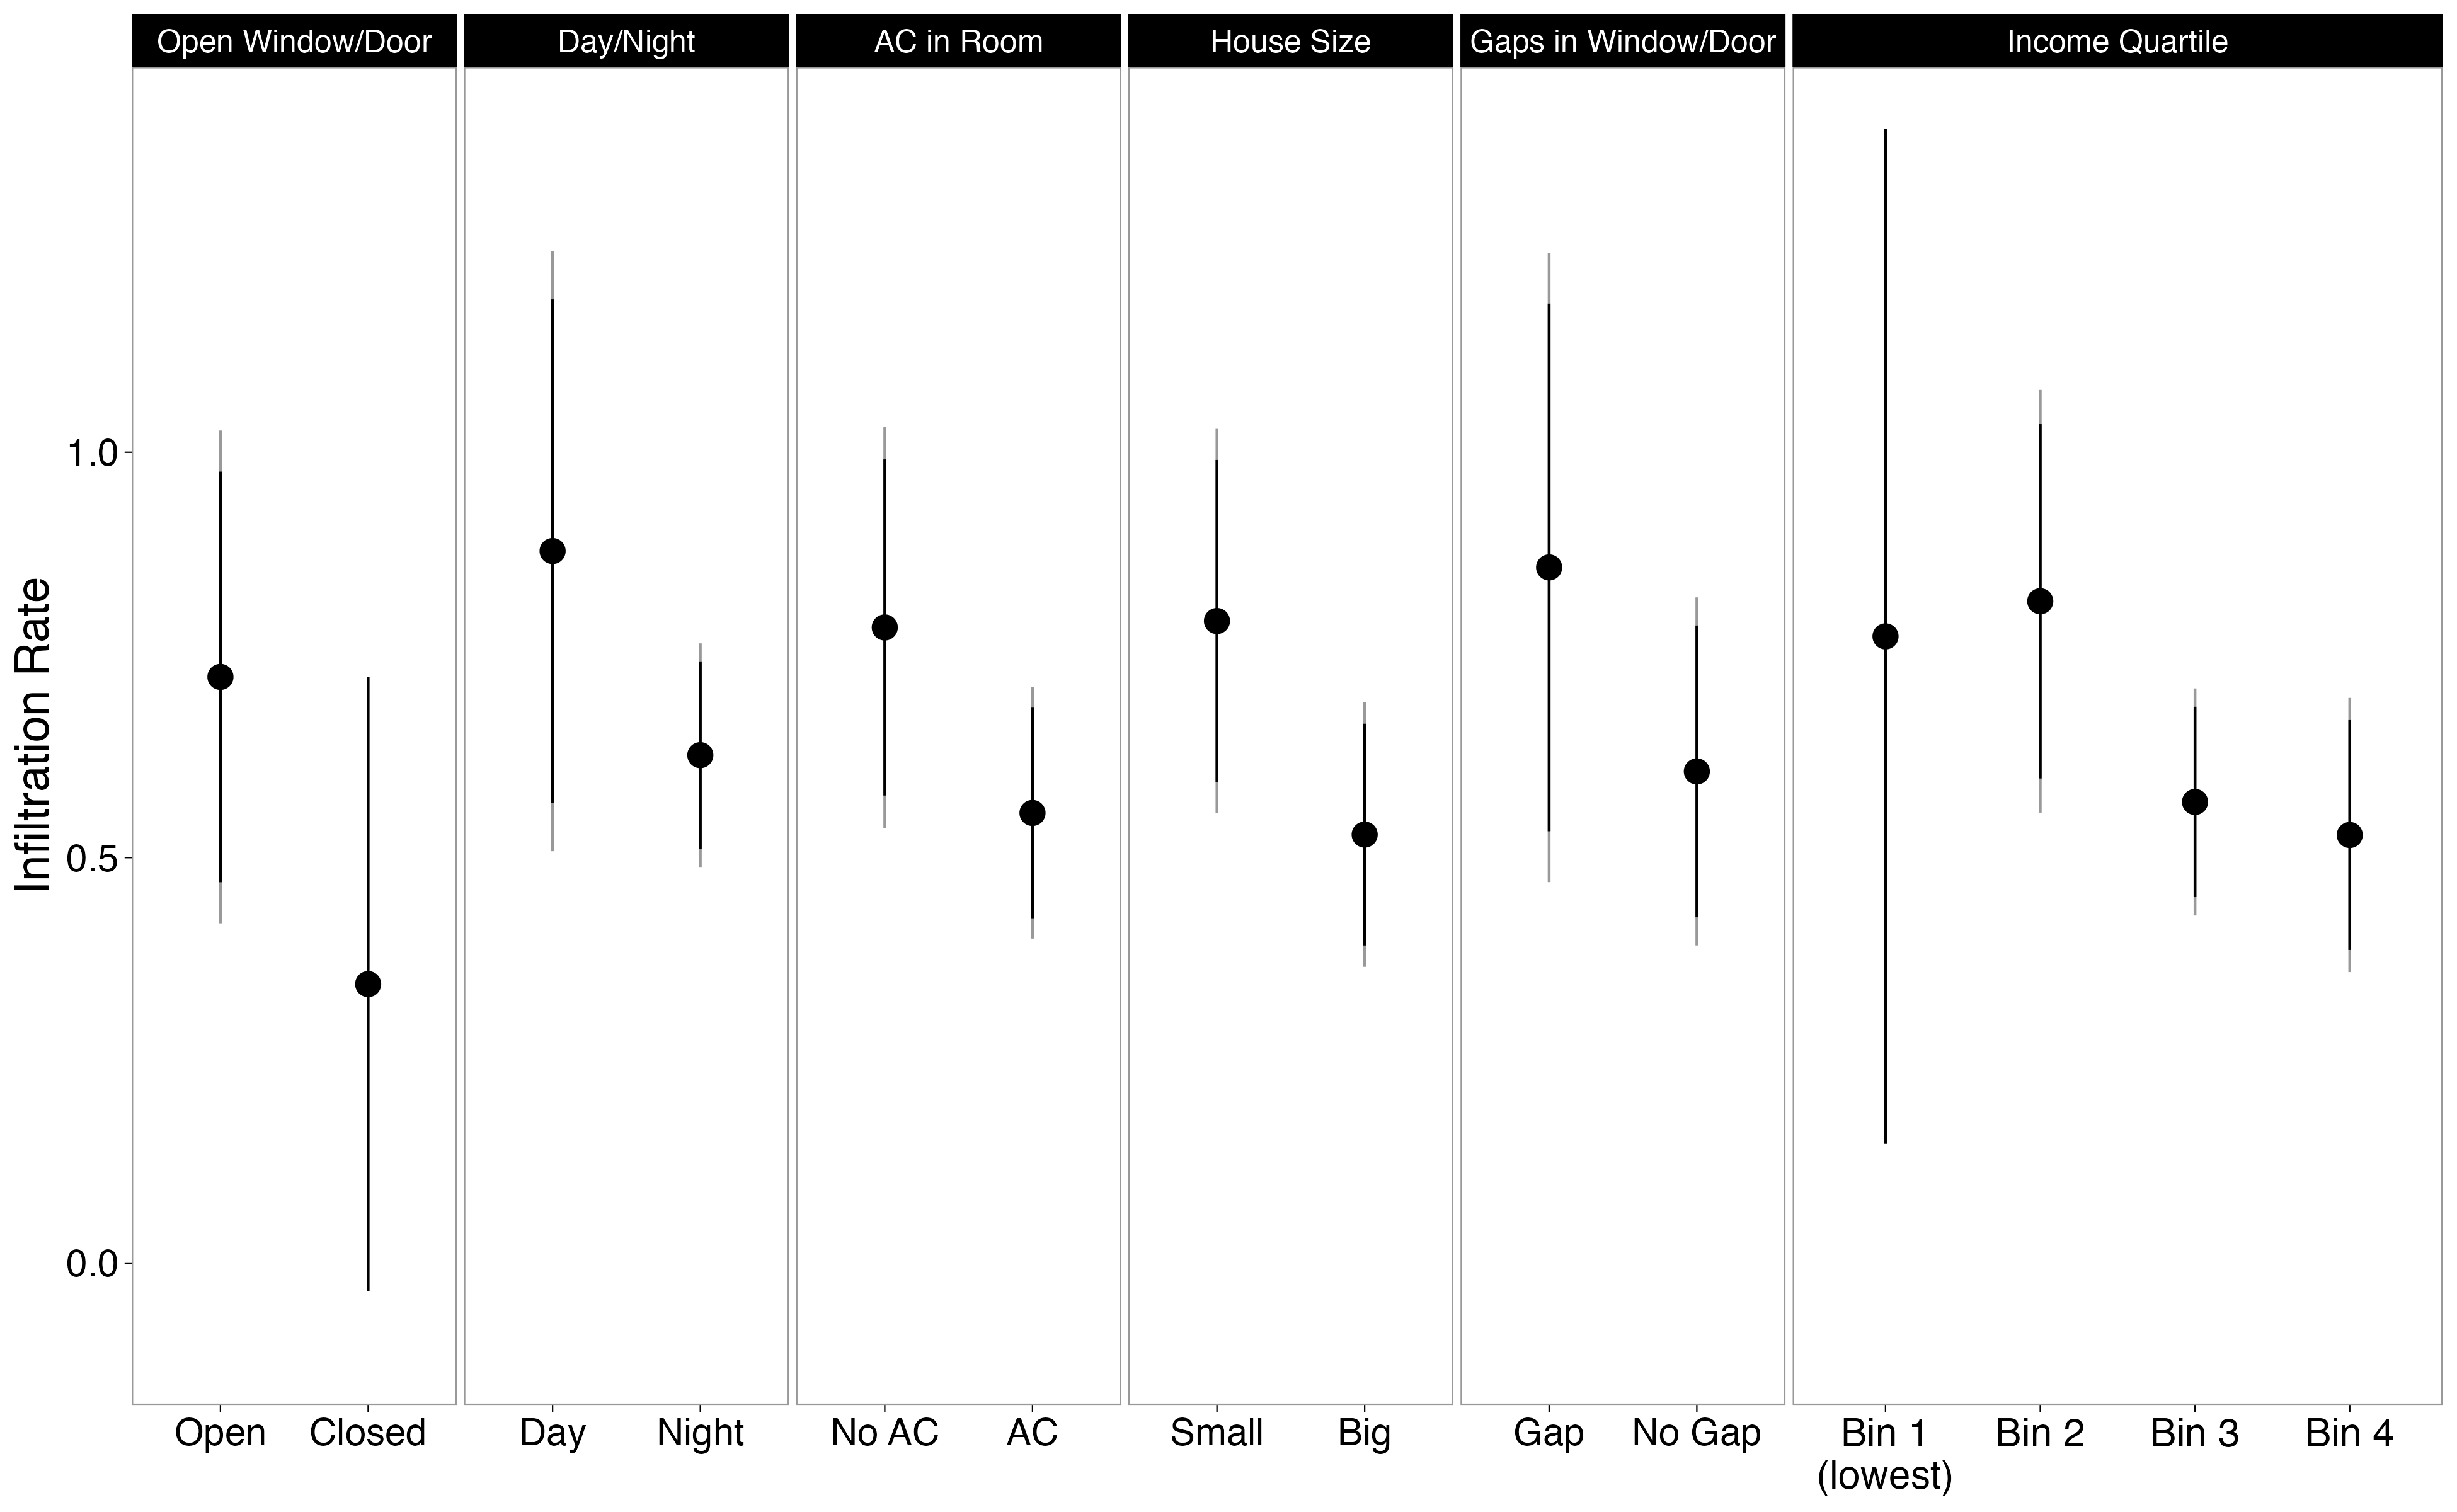 Open Window/Door
Day/Night
AC in Room
House Size
Gaps in Window/Door
Income Quartile
Infiltration Rate
1.0
0.5
0.0
Open
Closed
Day
Night
No AC
AC
Small
Big
Gap
No Gap
Bin 1
(lowest)
Bin 2
Bin 3
Bin 4